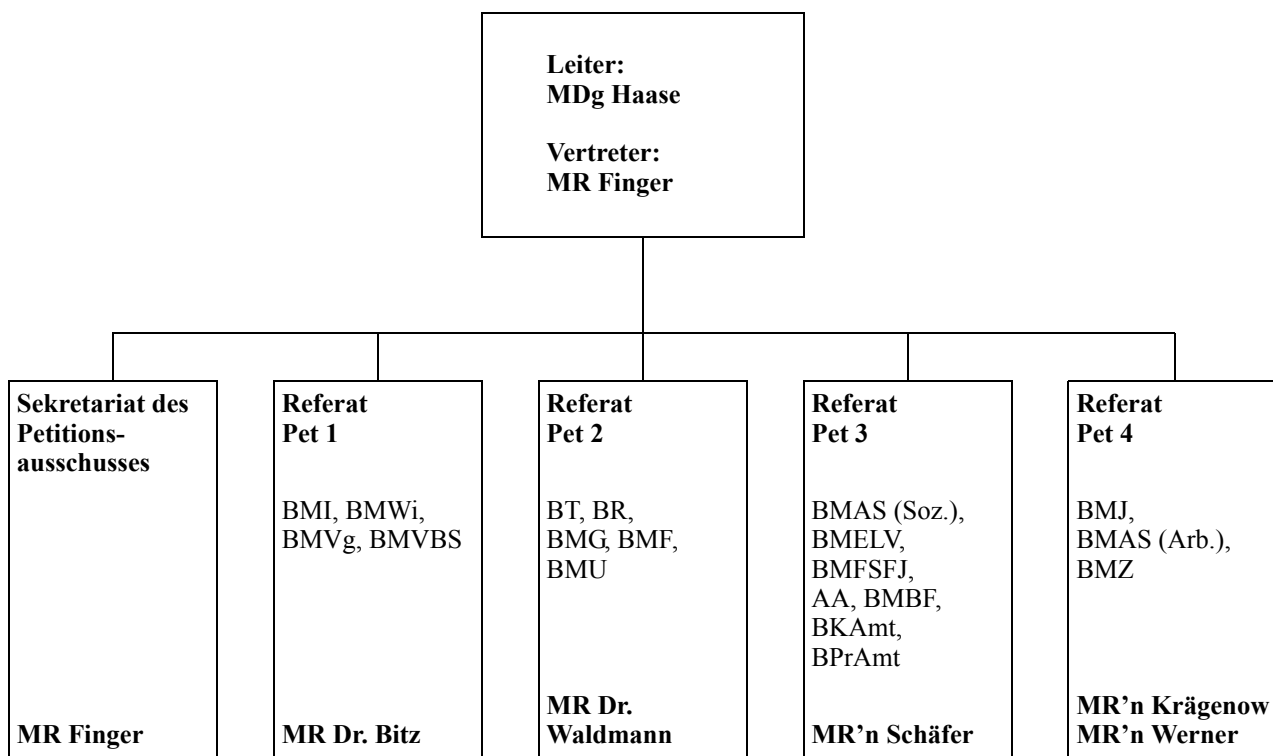 Leiter:
MDg Haase
Vertreter:
MR Finger
Sekretariat des
Petitions-
ausschusses
MR Finger
Referat
Pet 1
BMI, BMWi,
BMVg, BMVBS
MR Dr. Bitz
Referat
Pet 2
BT, BR,
BMG, BMF,
BMU
MR Dr.
Waldmann
Referat
Pet 3
BMAS (Soz.),
BMELV,
BMFSFJ,
AA, BMBF,
BKAmt,
BPrAmt
MR’n Schäfer
Referat
Pet 4
BMJ,
BMAS (Arb.),
BMZ
MR’n Krägenow
MR’n Werner